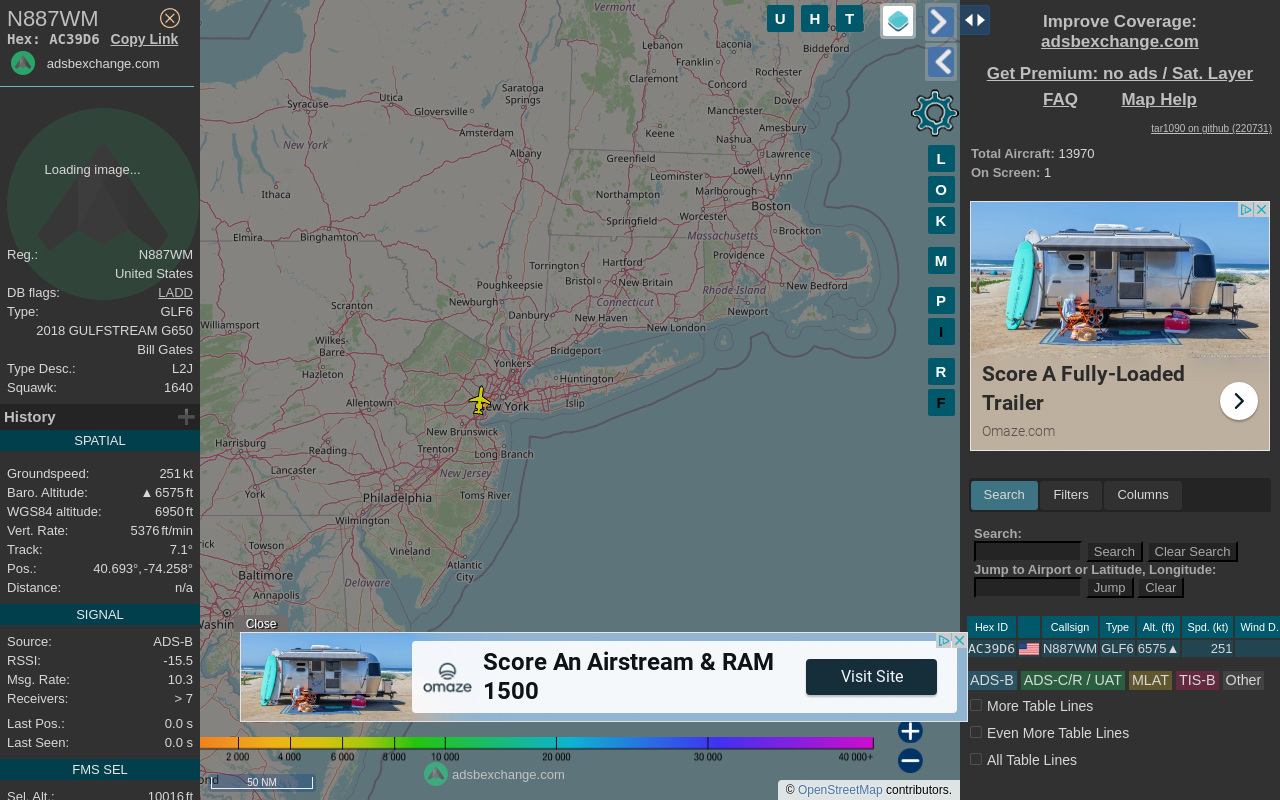 N887WM
Hex: AC39D6 Copy Link
adsbexchange.com
Loading image...
Reg.: N887WM
United States
DB flags: LADD
Type: GLF6
2018 GULFSTREAM G650
Bill Gates
Type Desc.: L2J
Squawk: 1640
History
SPATIAL
Groundspeed: 251 kt
Baro. Altitude: ▲ 6575 ft
WGS84 altitude: 6950 ft
Vert. Rate: 5376 ft/min
Track: 7.1°
Pos.: 40.693°, -74.258°
Distance: n/a
SIGNAL
Source: ADS-B
RSSI: -15.5
Msg. Rate: 10.3
Receivers: > 7
Last Pos.: 0.0 s
Last Seen: 0.0 s
FMS SEL
Sel. Alt.: 10016 ft
U H T
L
O
K
M
P
I
R
F
Vermont
Lebanon
Laconia
Biddeford
Franklin
Rochester
Claremont
Concord
Dover
Saratoga
Springs
Utica
Syracuse
Gloversville
Manchester
Amesbury
Keene
Nashua
Amsterdam
New York
Albany
Lawrence
Greenfield
Lowell
Leominster
Lynn
Marlborough
Ithaca
Northampton
Boston
Worcester
Springfield
Brockton
Elmira
Binghamton
Massachusetts
Providence
Hartford
Torrington
Bristol
New Britain
New Bedford
Poughkeepsie
Rhode Island
Newburgh
Connecticut
Newport
Scranton
Danbury
New Haven
New London
Williamsport
Wilkes-
Barre
Bridgeport
Yonkers
Hazleton
Huntington
Allentown
New York
Islip
New Brunswick
Harrisburg
Reading
Trenton
Long Branch
Lancaster
New Jersey
York
Philadelphia
Toms River
Wilmington
Towson
Vineland
Atlantic
City
Baltimore
Delaware
Annapolis
Close
omaze
Score An Airstream & RAM
1500
Visit Site
2 000 4 000 6 000 8 000 10 000 20 000 30 000 40 000+
adsbexchange.com
50 NM
© OpenStreetMap contributors.
Improve Coverage:
adsbexchange.com
Get Premium: no ads / Sat. Layer
FAQ Map Help
tar1090 on github (220731)
Total Aircraft: 13970
On Screen: 1
Score A Fully-Loaded
Trailer
Omaze.com
Search Filters Columns
Search:
Search Clear Search
Jump to Airport or Latitude, Longitude:
Jump Clear
Hex ID Callsign Type Alt. (ft) Spd. (kt) Wind D.
AC39D6 N887WM GLF6 6575▲ 251
ADS-B ADS-C/R / UAT MLAT TIS-B Other
More Table Lines
Even More Table Lines
All Table Lines